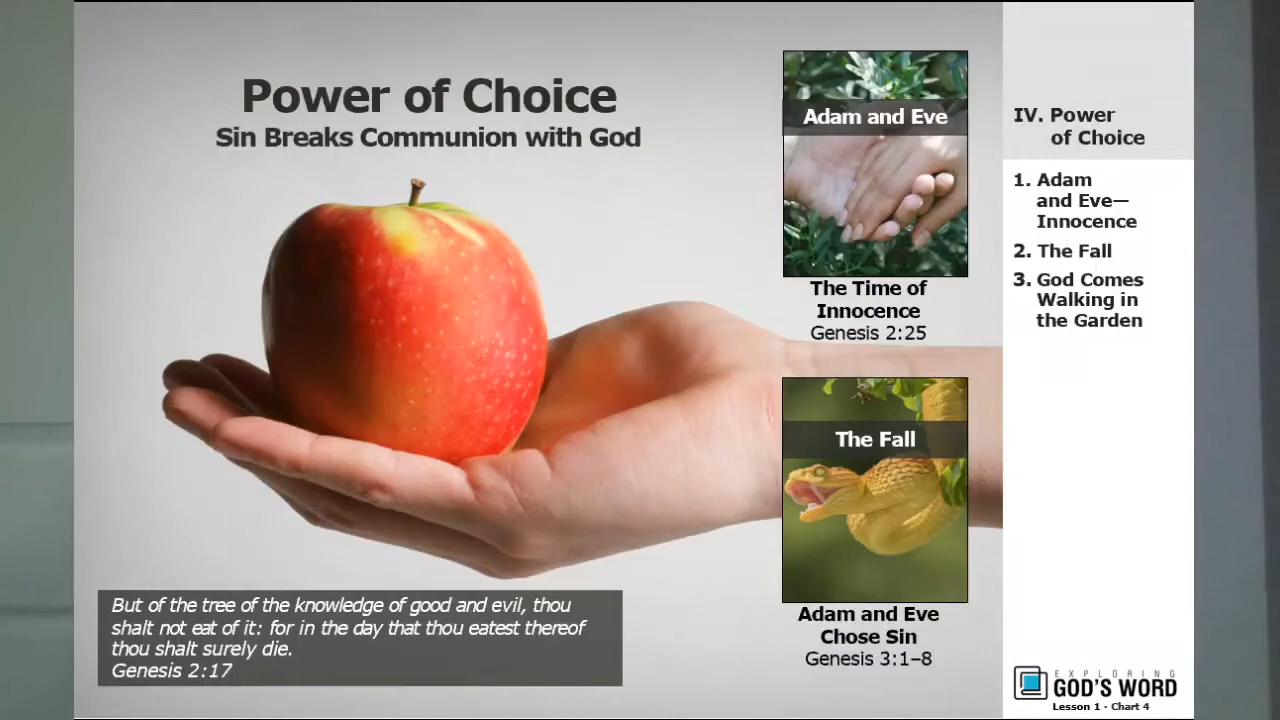 Power of Choice
Sin Breaks Communion with God
Adam and Eve
The Time of
Innocence
Genesis 2:25
The Fall
Adam and Eve
Chose Sin
Genesis 3:1–8
But of the tree of the knowledge of good and evil, thou
shalt not eat of it: for in the day that thou eatest thereof
thou shalt surely die.
Genesis 2:17
IV. Power
of Choice
1. Adam
and Eve—
Innocence
2. The Fall
3. God Comes
Walking in
the Garden
EXPLORING
GOD'S WORD
Lesson 1 · Chart 4